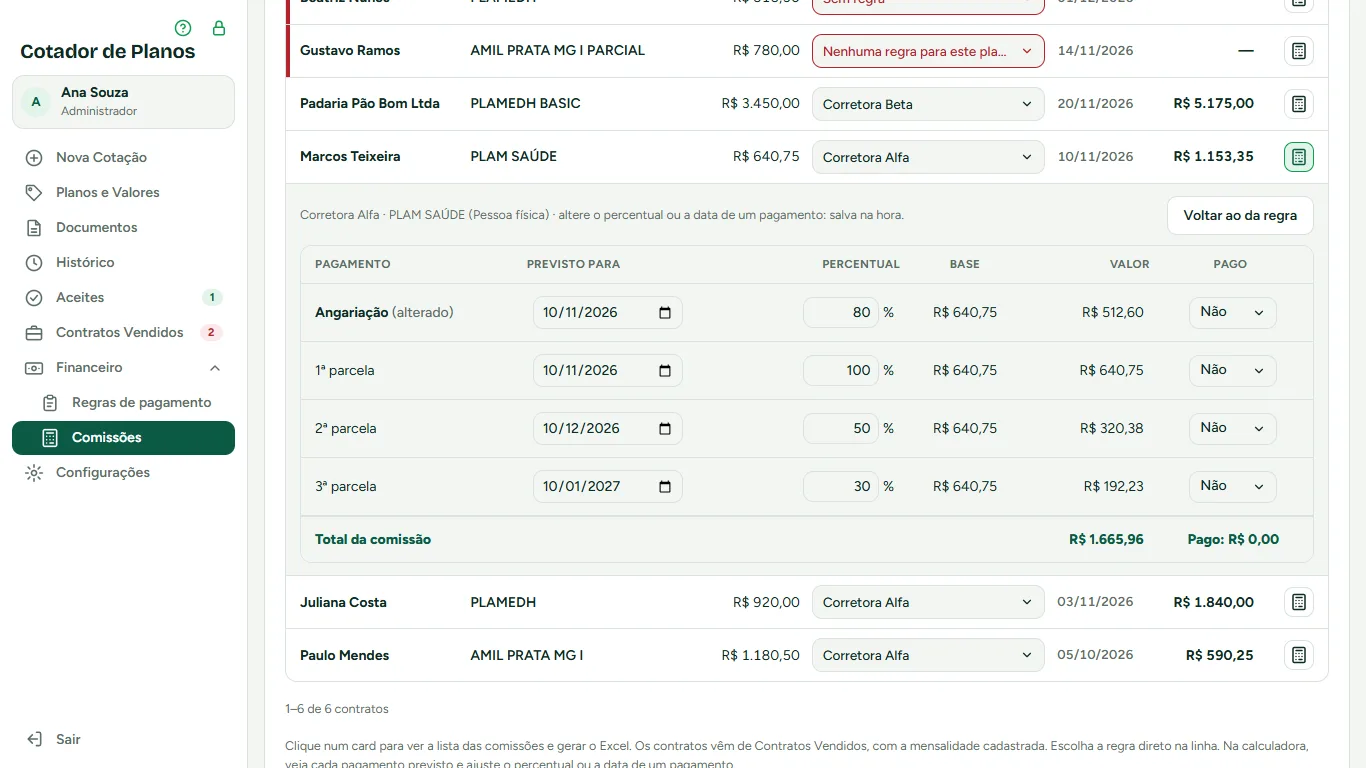 Cotador de Planos
A
Ana Souza
Administrador
Nova Cotação
Planos e Valores
Documentos
Histórico
Aceites 1
Contratos Vendidos 2
Financeiro
Regras de pagamento
Comissões
Configurações
Sair
Gustavo Ramos AMIL PRATA MG I PARCIAL R$ 780,00 Nenhuma regra para este pla... 14/11/2026 —
Padaria Pão Bom Ltda PLAMEDH BASIC R$ 3.450,00 Corretora Beta 20/11/2026 R$ 5.175,00
Marcos Teixeira PLAM SAÚDE R$ 640,75 Corretora Alfa 10/11/2026 R$ 1.153,35
Corretora Alfa · PLAM SAÚDE (Pessoa física) · altere o percentual ou a data de um pagamento: salva na hora.
Voltar ao da regra
PAGAMENTO PREVISTO PARA PERCENTUAL BASE VALOR PAGO
Angariação (alterado) 10/11/2026 80 % R$ 640,75 R$ 512,60 Não
1ª parcela 10/11/2026 100 % R$ 640,75 R$ 640,75 Não
2ª parcela 10/12/2026 50 % R$ 640,75 R$ 320,38 Não
3ª parcela 10/01/2027 30 % R$ 640,75 R$ 192,23 Não
Total da comissão R$ 1.665,96 Pago: R$ 0,00
Juliana Costa PLAMEDH R$ 920,00 Corretora Alfa 03/11/2026 R$ 1.840,00
Paulo Mendes AMIL PRATA MG I R$ 1.180,50 Corretora Alfa 05/10/2026 R$ 590,25
1–6 de 6 contratos
Clique num card para ver a lista das comissões e gerar o Excel. Os contratos vêm de Contratos Vendidos, com a mensalidade cadastrada. Escolha a regra direto na linha. Na calculadora,
veja cada pagamento previsto e ajuste o percentual ou a data de um pagamento.